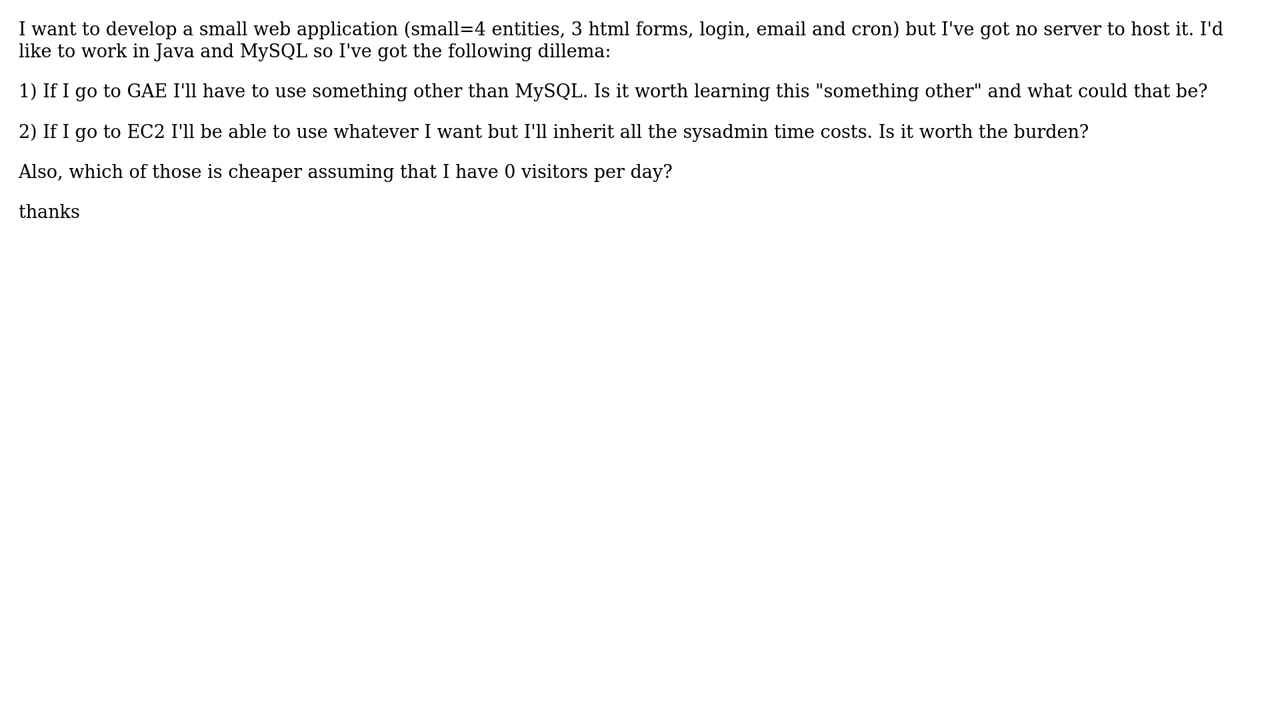 I want to develop a small web application (small=4 entities, 3 html forms, login, email and cron) but I've got no server to host it. I'd
like to work in Java and MySQL so I've got the following dillema:
1) If I go to GAE I'll have to use something other than MySQL. Is it worth learning this "something other" and what could that be?
2) If I go to EC2 I'll be able to use whatever I want but I'll inherit all the sysadmin time costs. Is it worth the burden?
Also, which of those is cheaper assuming that I have 0 visitors per day?
thanks